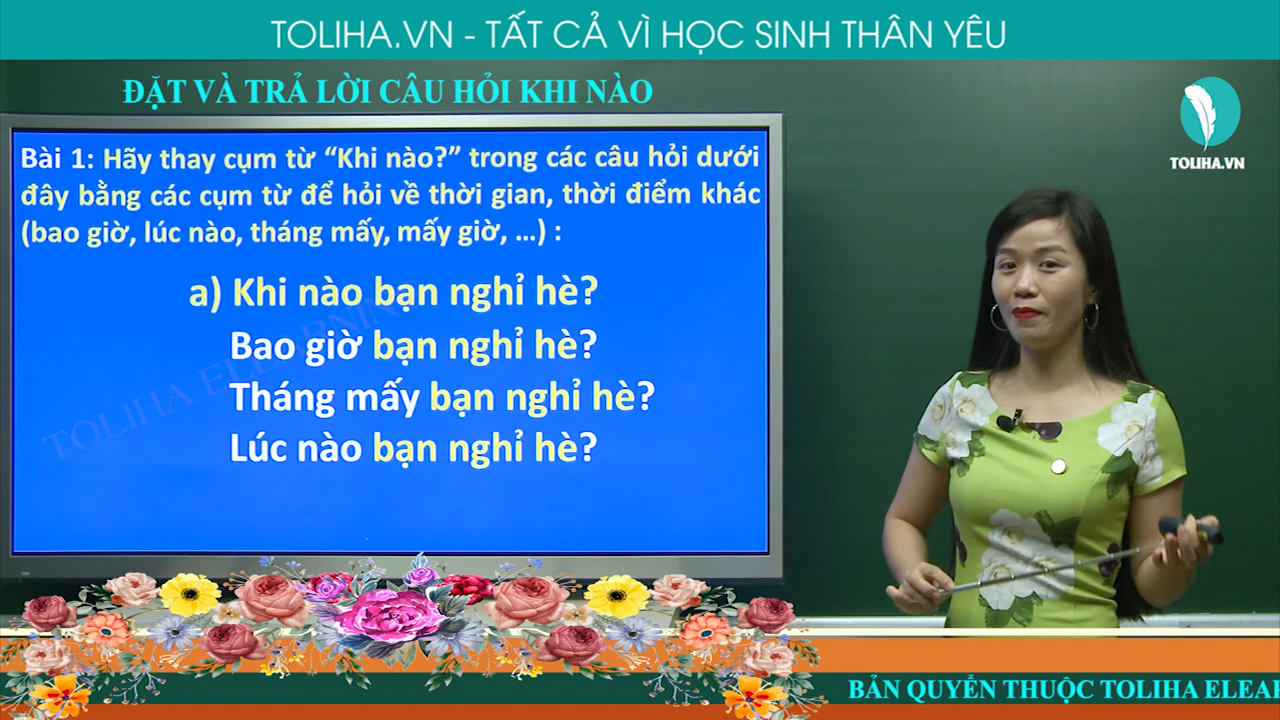 TOLIHA.VN - TẤT CẢ VÌ HỌC SINH THÂN YÊU
ĐẶT VÀ TRẢ LỜI CÂU HỎI KHI NÀO
TOLIHA.VN
Bài 1: Hãy thay cụm từ “Khi nào?” trong các câu hỏi dưới
đây bằng các cụm từ để hỏi về thời gian, thời điểm khác
(bao giờ, lúc nào, tháng mấy, mấy giờ, ...) :
a) Khi nào bạn nghỉ hè?
Bao giờ bạn nghỉ hè?
Tháng mấy bạn nghỉ hè?
Lúc nào bạn nghỉ hè?
TOLIHA ELEARNIN
BẢN QUYỀN THUỘC TOLIHA ELEAR